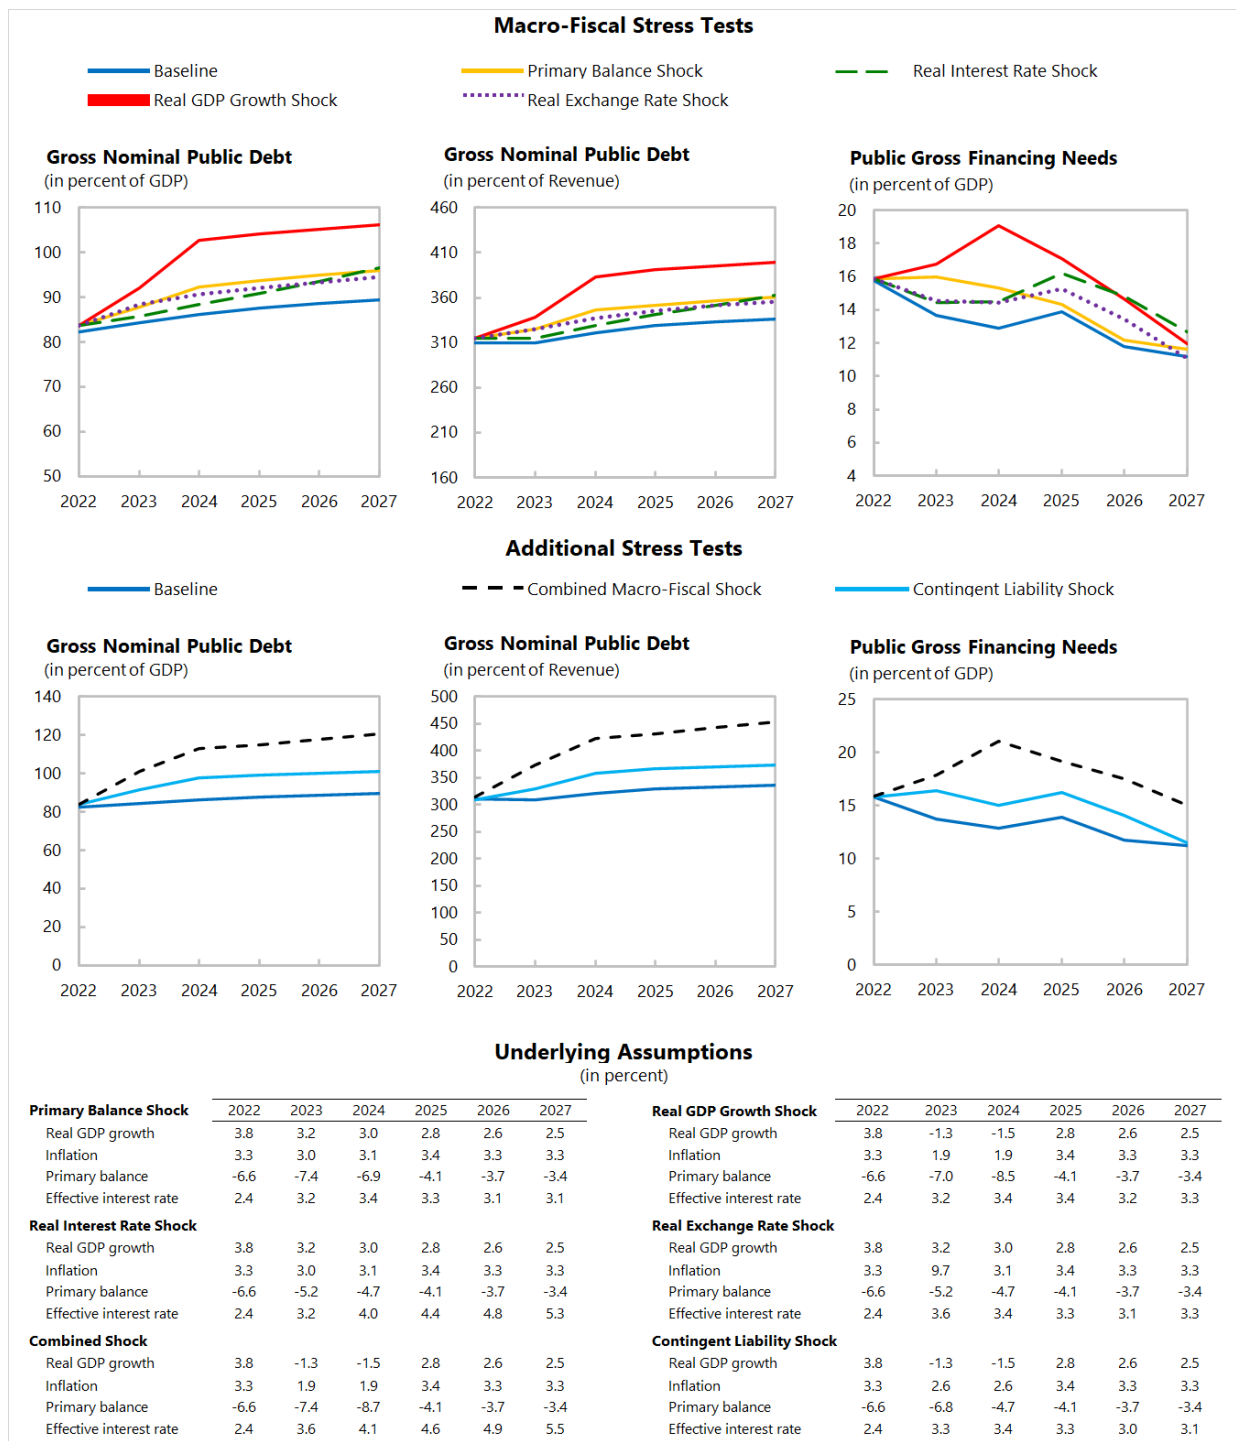 Macro-Fiscal Stress Tests
Baseline Primary Balance Shock Real Interest Rate Shock
Real GDP Growth Shock Real Exchange Rate Shock
Gross Nominal Public Debt
(in percent of GDP)
110
100
90
80
70
60
50
2022 2023 2024 2025 2026 2027
Gross Nominal Public Debt
(in percent of Revenue)
460
410
360
310
260
210
160
2022 2023 2024 2025 2026 2027
Public Gross Financing Needs
(in percent of GDP)
20
18
16
14
12
10
8
6
4
2022 2023 2024 2025 2026 2027
Additional Stress Tests
Baseline Combined Macro-Fiscal Shock Contingent Liability Shock
Gross Nominal Public Debt
(in percent of GDP)
140
120
100
80
60
40
20
0
2022 2023 2024 2025 2026 2027
Gross Nominal Public Debt
(in percent of Revenue)
500
450
400
350
300
250
200
150
100
50
0
2022 2023 2024 2025 2026 2027
Public Gross Financing Needs
(in percent of GDP)
25
20
15
10
5
0
2022 2023 2024 2025 2026 2027
Underlying Assumptions
(in percent)
Primary Balance Shock 2022 2023 2024 2025 2026 2027
Real GDP growth 3.8 3.2 3.0 2.8 2.6 2.5
Inflation 3.3 3.0 3.1 3.4 3.3 3.3
Primary balance -6.6 -7.4 -6.9 -4.1 -3.7 -3.4
Effective interest rate 2.4 3.2 3.4 3.3 3.1 3.1
Real Interest Rate Shock
Real GDP growth 3.8 3.2 3.0 2.8 2.6 2.5
Inflation 3.3 3.0 3.1 3.4 3.3 3.3
Primary balance -6.6 -5.2 -4.7 -4.1 -3.7 -3.4
Effective interest rate 2.4 3.2 4.0 4.4 4.8 5.3
Combined Shock
Real GDP growth 3.8 -1.3 -1.5 2.8 2.6 2.5
Inflation 3.3 1.9 1.9 3.4 3.3 3.3
Primary balance -6.6 -7.4 -8.7 -4.1 -3.7 -3.4
Effective interest rate 2.4 3.6 4.1 4.6 4.9 5.5
Real GDP Growth Shock 2022 2023 2024 2025 2026 2027
Real GDP growth 3.8 -1.3 -1.5 2.8 2.6 2.5
Inflation 3.3 1.9 1.9 3.4 3.3 3.3
Primary balance -6.6 -7.0 -8.5 -4.1 -3.7 -3.4
Effective interest rate 2.4 3.2 3.4 3.4 3.2 3.3
Real Exchange Rate Shock
Real GDP growth 3.8 3.2 3.0 2.8 2.6 2.5
Inflation 3.3 9.7 3.1 3.4 3.3 3.3
Primary balance -6.6 -5.2 -4.7 -4.1 -3.7 -3.4
Effective interest rate 2.4 3.6 3.4 3.3 3.1 3.3
Contingent Liability Shock
Real GDP growth 3.8 -1.3 -1.5 2.8 2.6 2.5
Inflation 3.3 2.6 2.6 3.4 3.3 3.3
Primary balance -6.6 -6.8 -4.7 -4.1 -3.7 -3.4
Effective interest rate 2.4 3.3 3.4 3.3 3.0 3.1